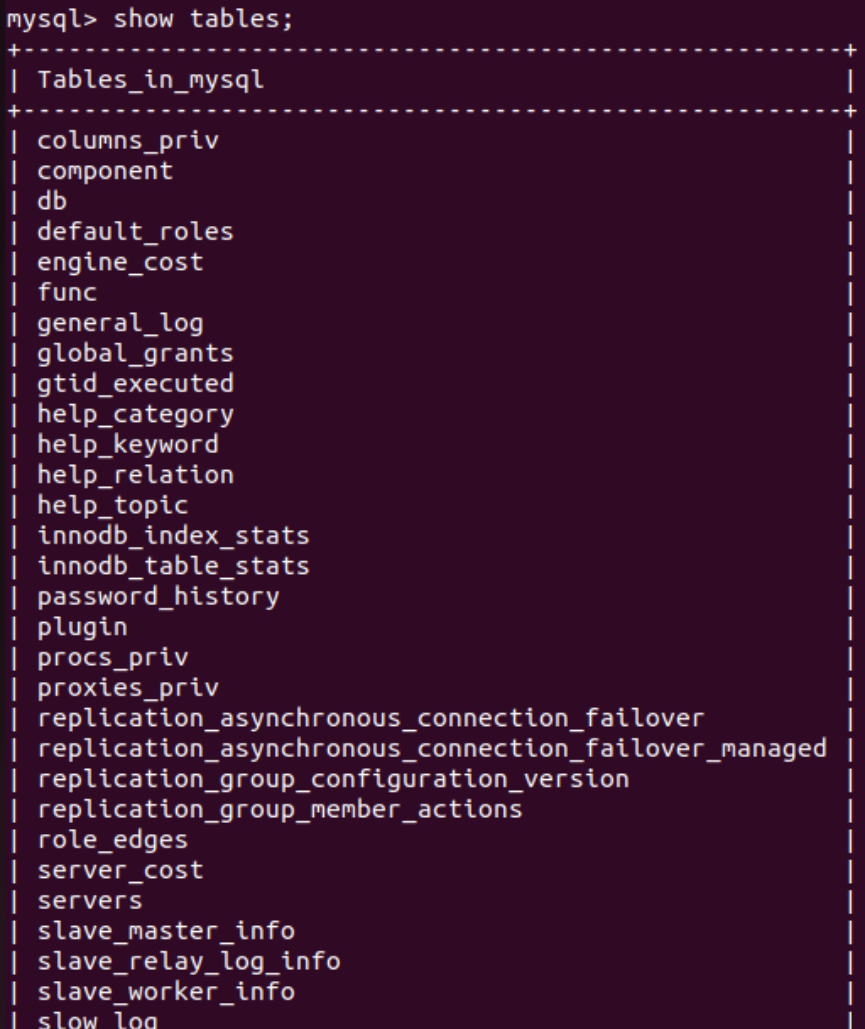 mysql> show tables;
+------------------------------------------------------+
| Tables_in_mysql                                      |
+------------------------------------------------------+
| columns_priv                                         |
| component                                            |
| db                                                   |
| default_roles                                        |
| engine_cost                                          |
| func                                                 |
| general_log                                          |
| global_grants                                        |
| gtid_executed                                        |
| help_category                                        |
| help_keyword                                         |
| help_relation                                        |
| help_topic                                           |
| innodb_index_stats                                   |
| innodb_table_stats                                   |
| password_history                                     |
| plugin                                               |
| procs_priv                                           |
| proxies_priv                                         |
| replication_asynchronous_connection_failover         |
| replication_asynchronous_connection_failover_managed |
| replication_group_configuration_version              |
| replication_group_member_actions                     |
| role_edges                                           |
| server_cost                                          |
| servers                                              |
| slave_master_info                                    |
| slave_relay_log_info                                 |
| slave_worker_info                                    |
| slow_log                                             |